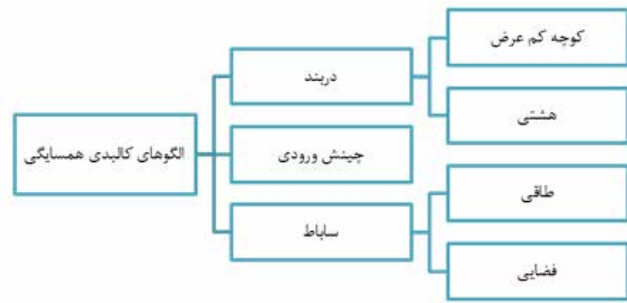 الگوهای کالبدی همسایگی
دربند
کوچه کم عرض
هشتی
چینش ورودی
ساباط
طاقی
فضایی